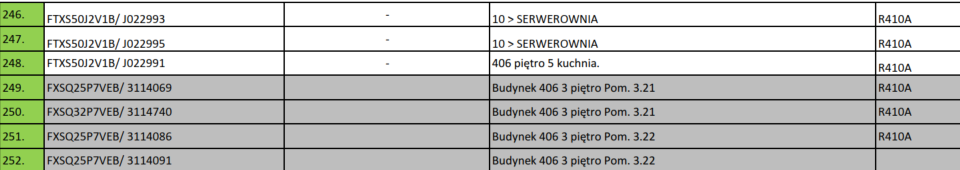 246. FTXS50J2V1B/ J022993 - 10 > SERWEROWNIA R410A
247. FTXS50J2V1B/ J022995 - 10 > SERWEROWNIA R410A
248. FTXS50J2V1B/ J022991 - 406 piętro 5 kuchnia. R410A
249. FXSQ25P7VEB/ 3114069 Budynek 406 3 piętro Pom. 3.21 R410A
250. FXSQ32P7VEB/ 3114740 Budynek 406 3 piętro Pom. 3.21 R410A
251. FXSQ25P7VEB/ 3114086 Budynek 406 3 piętro Pom. 3.22 R410A
252. FXSQ25P7VEB/ 3114091 Budynek 406 3 piętro Pom. 3.22